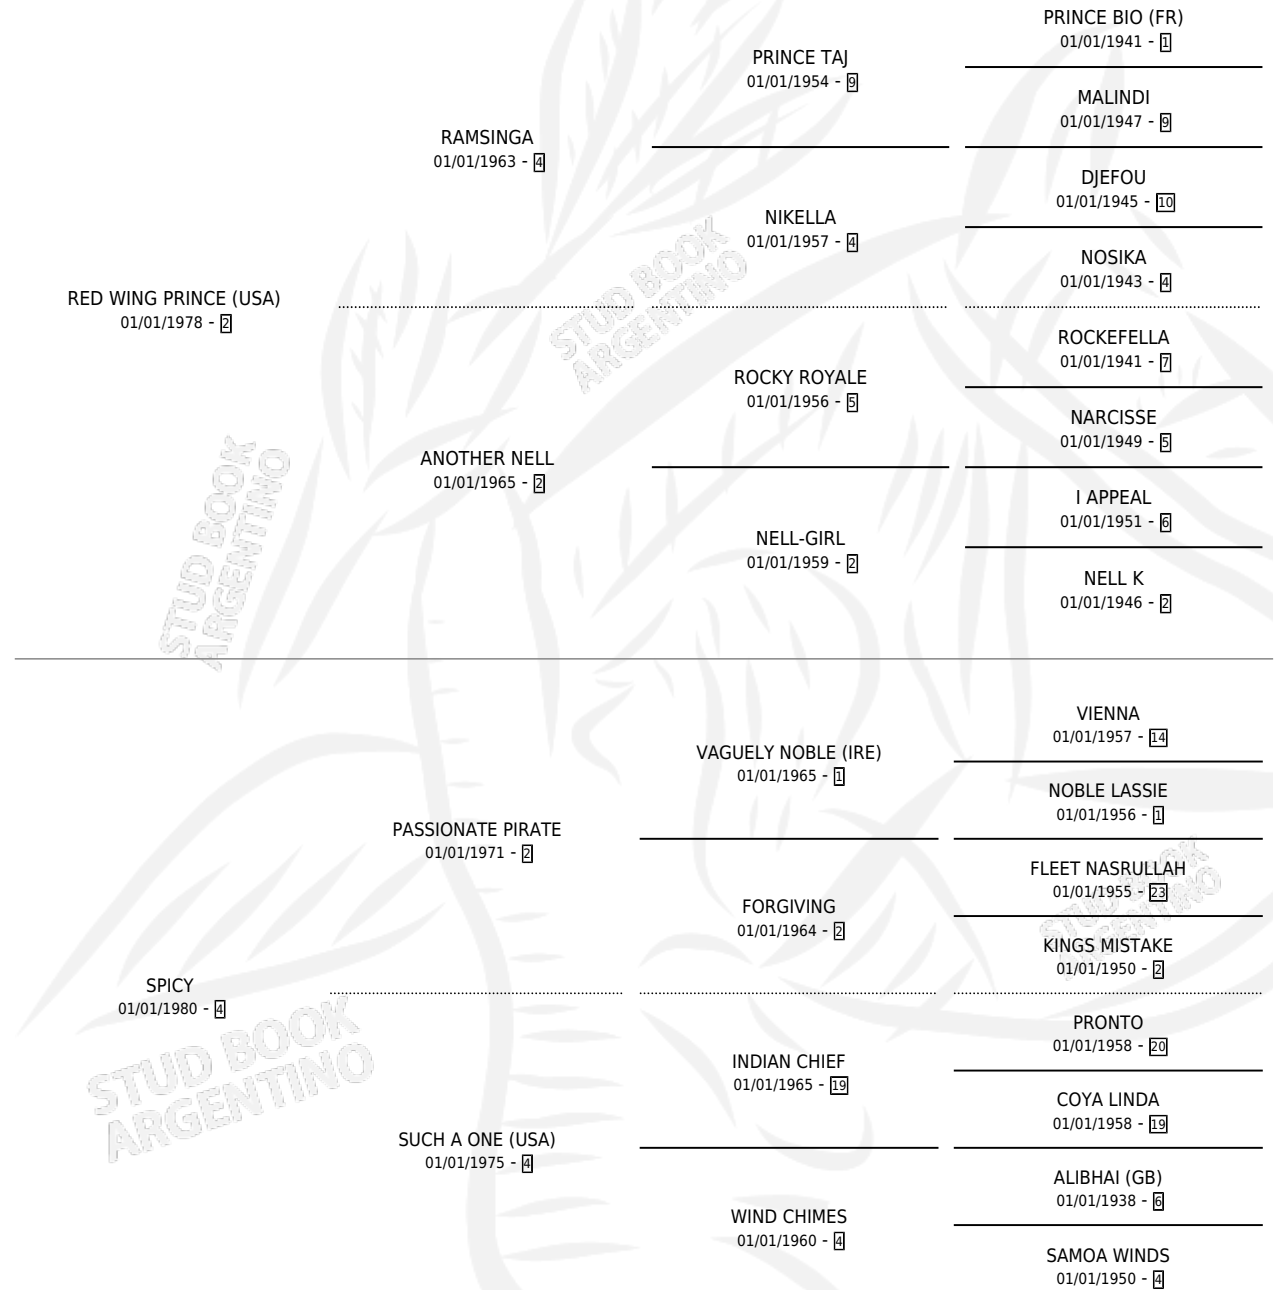 PRINCE BIO (FR)
01/01/1941 - 1
PRINCE TAJ
01/01/1954 - 9
MALINDI
01/01/1947 - 9
RAMSINGA
01/01/1963 - 4
DJEFOU
01/01/1945 - 10
NIKELLA
01/01/1957 - 4
NOSIKA
01/01/1943 - 4
RED WING PRINCE (USA)
01/01/1978 - 2
ROCKEFELLA
01/01/1941 - 7
ROCKY ROYALE
01/01/1956 - 5
NARCISSE
01/01/1949 - 5
ANOTHER NELL
01/01/1965 - 2
I APPEAL
01/01/1951 - 6
NELL-GIRL
01/01/1959 - 2
NELL K
01/01/1946 - 2
VIENNA
01/01/1957 - 14
VAGUELY NOBLE (IRE)
01/01/1965 - 1
NOBLE LASSIE
01/01/1956 - 1
PASSIONATE PIRATE
01/01/1971 - 2
FLEET NASRULLAH
01/01/1955 - 23
FORGIVING
01/01/1964 - 2
KINGS MISTAKE
01/01/1950 - 2
SPICY
01/01/1980 - 4
PRONTO
01/01/1958 - 20
INDIAN CHIEF
01/01/1965 - 19
COYA LINDA
01/01/1958 - 19
SUCH A ONE (USA)
01/01/1975 - 4
ALIBHAI (GB)
01/01/1938 - 6
WIND CHIMES
01/01/1960 - 4
SAMOA WINDS
01/01/1950 - 4
STUD BOOK
ARGENTINO
STUD BOOK
ARGENTINO
STUD BOOK
ARGENTINO
STUD BOOK
ARGENTINO